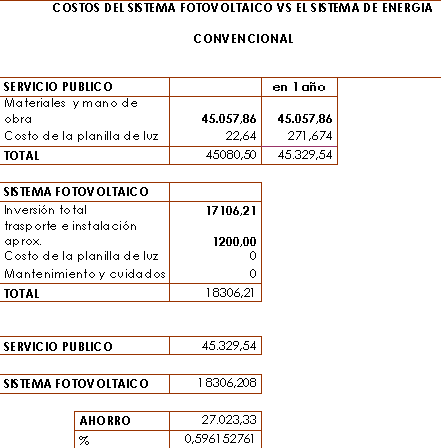 COSTOS DEL SISTEMA FOTOVOLTAICO VS EL SISTEMA DE ENERGIA
CONVENCIONAL
SERVICIO PUBLICO en 1 año
Materiales y mano de
obra 45.057,86 45.057,86
Costo de la planilla de luz 22,64 271,674
TOTAL 45080,50 45.329,54
SISTEMA FOTOVOLTAICO
Inversión total 17106,21
trasporte e instalación
aprox. 1200,00
Costo de la planilla de luz 0
Mantenimiento y cuidados 0
TOTAL 18306,21
SERVICIO PUBLICO 45.329,54
SISTEMA FOTOVOLTAICO 18306,208
AHORRO 27.023,33
% 0,596152761